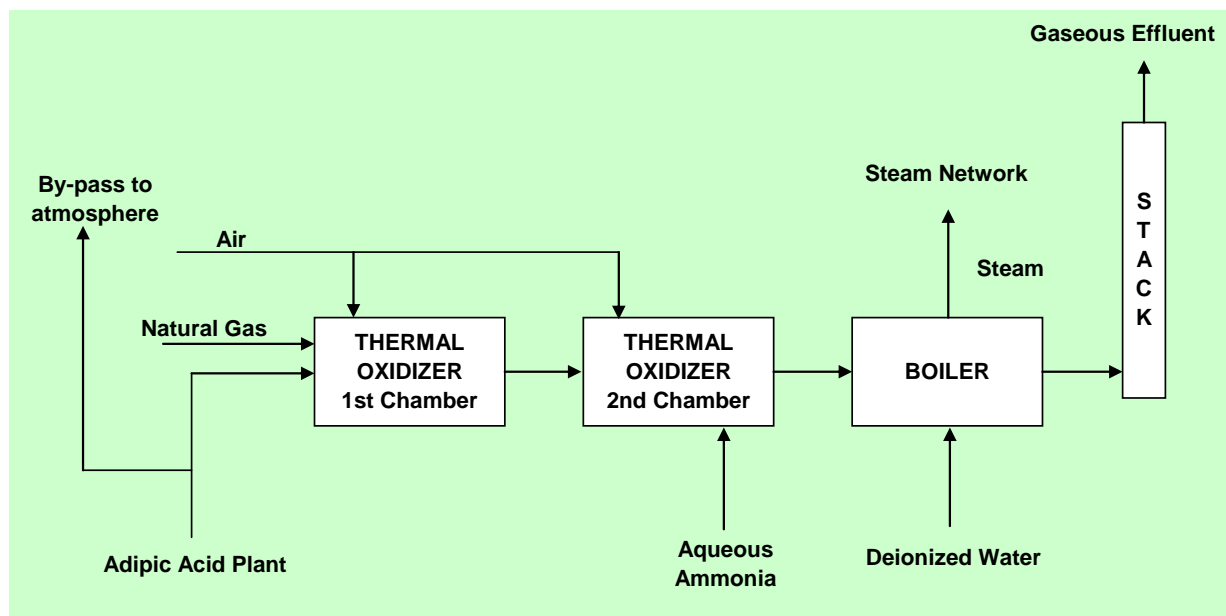 Gaseous Effluent
By-pass to
atmosphere
Steam Network
S
T
A
C
K
Air
Steam
Natural Gas
THERMAL
OXIDIZER
1st Chamber
THERMAL
OXIDIZER
2nd Chamber
BOILER
Adipic Acid Plant
Aqueous
Ammonia
Deionized Water